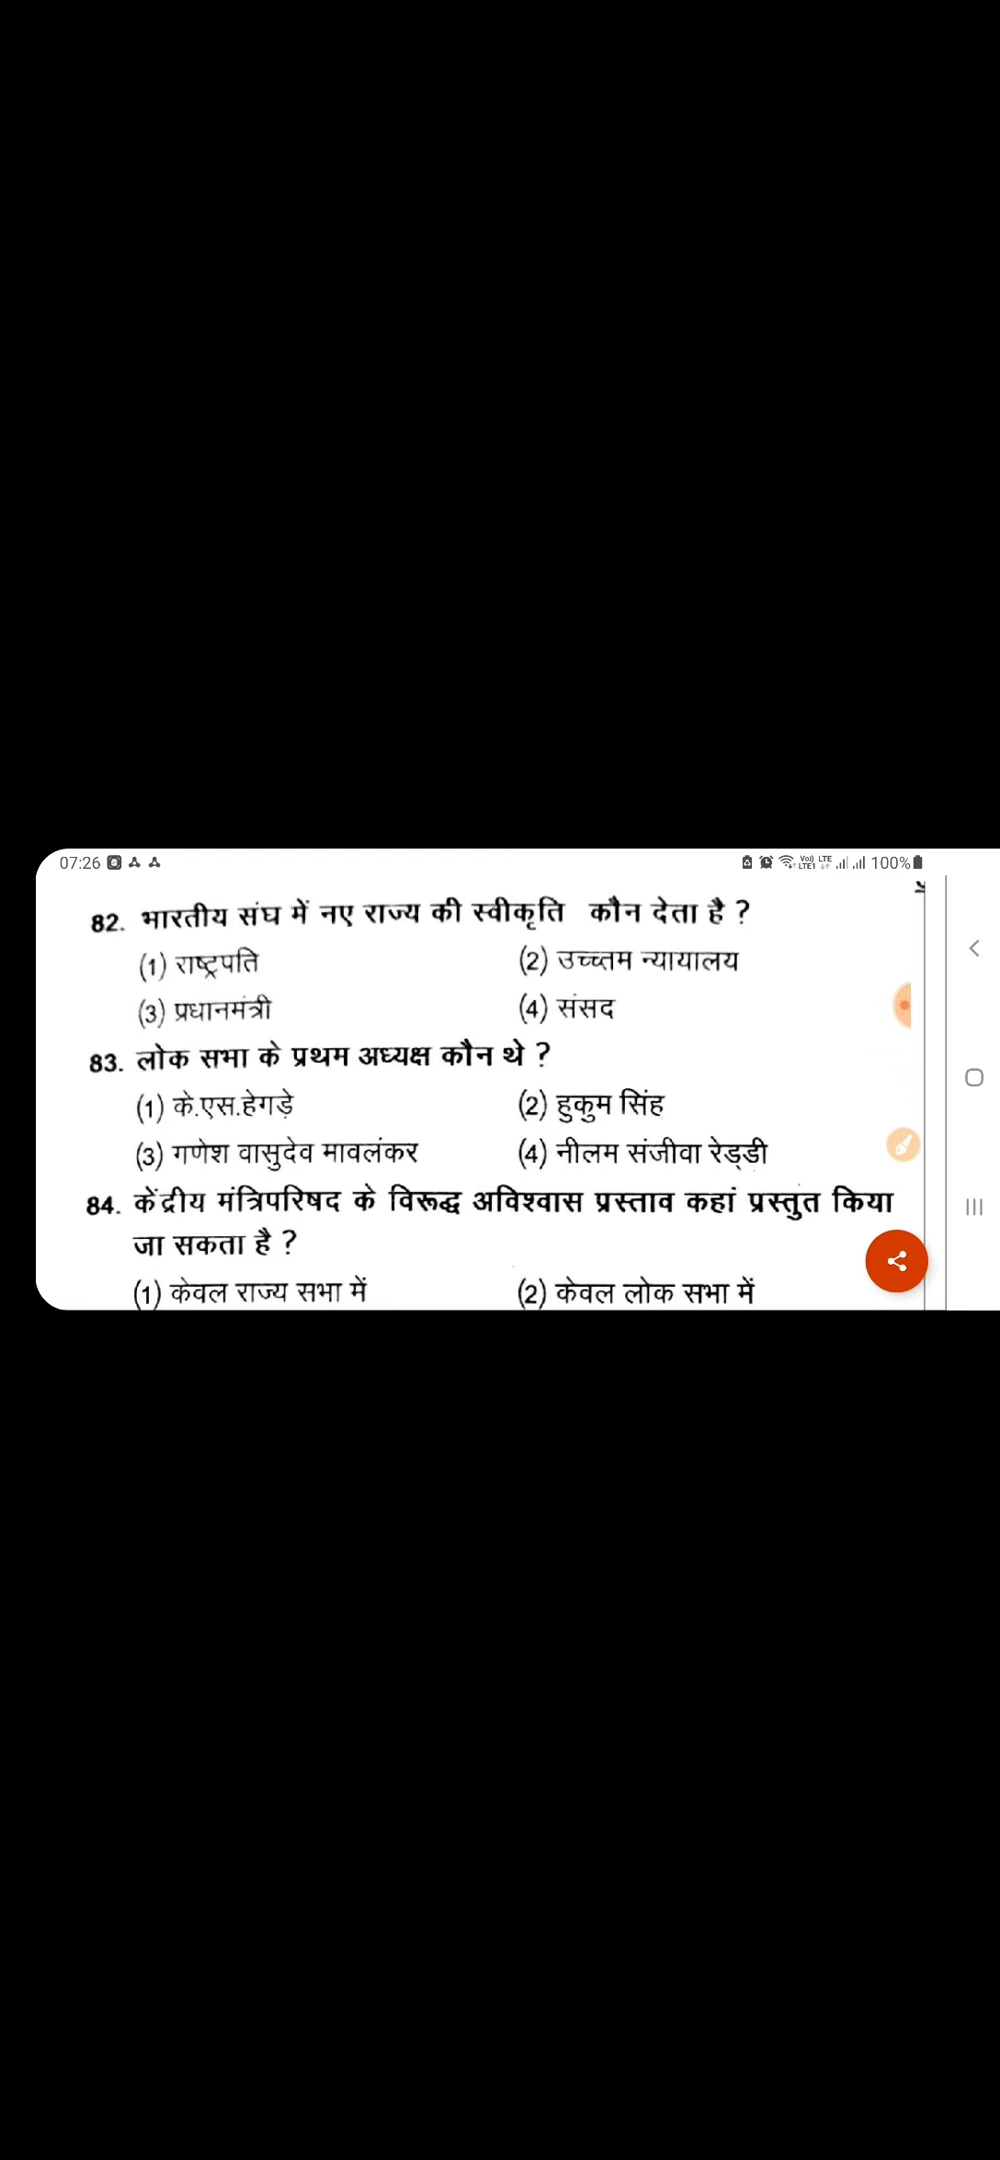 07:26 100%
82. भारतीय संघ में नए राज्य की स्वीकृति कौन देता है ?
(1) राष्ट्रपति (2) उच्चतम न्यायालय
(3) प्रधानमंत्री (4) संसद
83. लोक सभा के प्रथम अध्यक्ष कौन थे ?
(1) के.एस.हेगड़े (2) हुकुम सिंह
(3) गणेश वासुदेव मावलंकर (4) नीलम संजीवा रेड्डी
84. केंद्रीय मंत्रिपरिषद के विरूद्ध अविश्वास प्रस्ताव कहां प्रस्तुत किया
जा सकता है ?
(1) केवल राज्य सभा में (2) केवल लोक सभा में